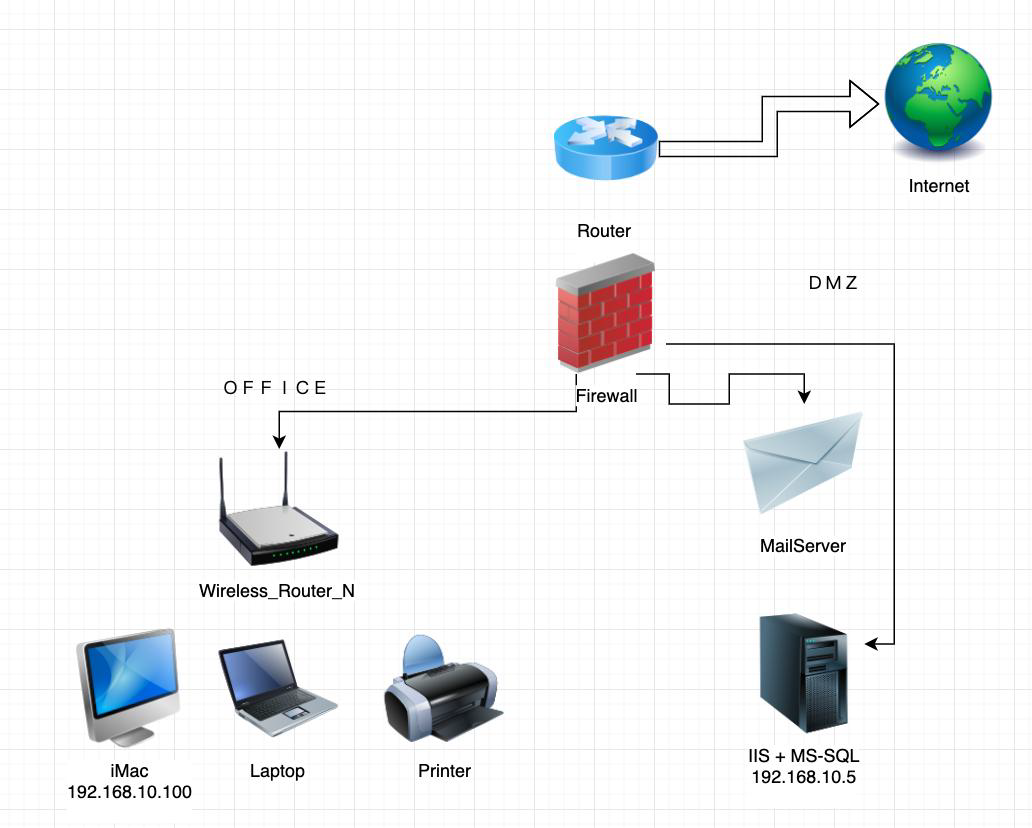 Internet
Router
D M Z
O F F I C E
Firewall
MailServer
Wireless_Router_N
iMac
192.168.10.100
Laptop
Printer
IIS + MS-SQL
192.168.10.5